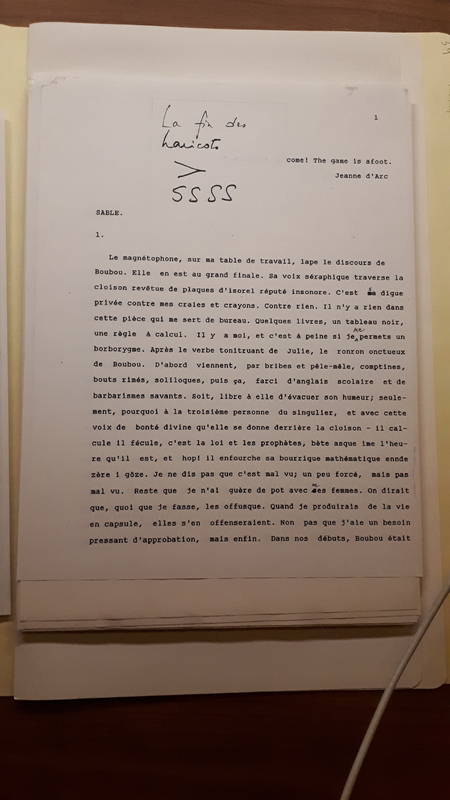 La fin des
haricots
>
SSSS
1
come! The game is afoot.
Jeanne d'Arc
SABLE.
1.
Le magnétophone, sur ma table de travail, lape le discours de
Boubou. Elle en est au grand finale. Sa voix séraphique traverse la
cloison revêtue de plaques d'isorel réputé insonore. C'est ma digue
privée contre mes craies et crayons. Contre rien. Il n'y a rien dans
cette pièce qui me sert de bureau. Quelques livres, un tableau noir,
une règle à calcul. Il y a moi, et c'est à peine si je me permets un
borborygme. Après le verbe tonitruant de Julie, le ronron onctueux
de Boubou. D'abord viennent, par bribes et pêle-mêle, comptines,
bouts rimés, soliloques, puis ça, farci d'anglais scolaire et de
barbarismes savants. Soit, libre à elle d'évacuer son humeur; seule-
ment, pourquoi à la troisième personne du singulier, et avec cette
voix de bonté divine qu'elle se donne derrière la cloison - il cal-
cule il fécule, c'est la loi et les prophètes, bète asque ime l'heu-
re qu'il est, et hop! il enfourche sa bourrique mathématique ennde
zère i gôze. Je ne dis pas que c'est mal vu; un peu forcé, mais pas
mal vu. Reste que je n'ai guère de pot avec mes femmes. On dirait
que, quoi que je fasse, les offusque. Quand je produirais de la vie
en capsule, elles s'en offenseraient. Non pas que j'aie un besoin
pressant d'approbation, mais enfin. Dans nos débuts, Boubou était